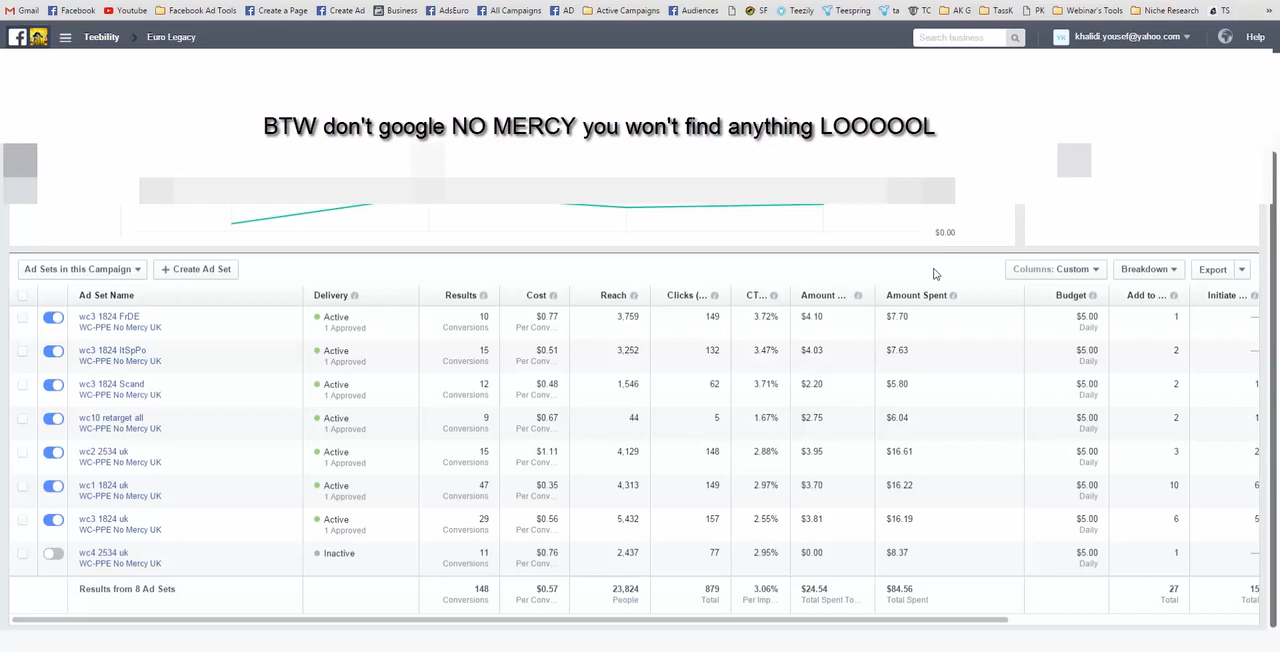 Gmail Facebook YouTube Facebook Ad Tools Create a Page Create Ad Business AdsEuro All Campaigns AD Active Campaigns Audiences SF Teezily Teespring ta TC AK G TassK PK Webinar's Tools Niche Research TS »
Teebility Euro Legacy Search business YK khalidi.yousef@yahoo.com Help
BTW don't google NO MERCY you won't find anything LOOOOOL
$0.00
Ad Sets in this Campaign + Create Ad Set Columns: Custom Breakdown Export
Ad Set Name Delivery Results Cost Reach Clicks (... CT... Amount ... Amount Spent Budget Add to ... Initiate ...
wc3 1824 FrDE Active 10 $0.77 3,759 149 3.72% $4.10 $7.70 $5.00 1 —
WC-PPE No Mercy UK 1 Approved Conversions Per Conv... Daily
wc3 1824 ItSpPo Active 15 $0.51 3,252 132 3.47% $4.03 $7.63 $5.00 2 —
WC-PPE No Mercy UK 1 Approved Conversions Per Conv... Daily
wc3 1824 Scand Active 12 $0.48 1,546 62 3.71% $2.20 $5.80 $5.00 2 1
WC-PPE No Mercy UK 1 Approved Conversions Per Conv... Daily
wc10 retarget all Active 9 $0.67 44 5 1.67% $2.75 $6.04 $5.00 2 1
WC-PPE No Mercy UK 1 Approved Conversions Per Conv... Daily
wc2 2534 uk Active 15 $1.11 4,129 148 2.88% $3.95 $16.61 $5.00 3 2
WC-PPE No Mercy UK 1 Approved Conversions Per Conv... Daily
wc1 1824 uk Active 47 $0.35 4,313 149 2.97% $3.70 $16.22 $5.00 10 6
WC-PPE No Mercy UK 1 Approved Conversions Per Conv... Daily
wc3 1824 uk Active 29 $0.56 5,432 157 2.55% $3.81 $16.19 $5.00 6 5
WC-PPE No Mercy UK 1 Approved Conversions Per Conv... Daily
wc4 2534 uk Inactive 11 $0.76 2,437 77 2.95% $0.00 $8.37 $5.00 1
WC-PPE No Mercy UK Conversions Per Conv... Daily
Results from 8 Ad Sets 148 $0.57 23,824 879 3.06% $24.54 $84.56 27 15
Conversions Per Conv... People Total Per Imp... Total Spent To... Total Spent Total Total